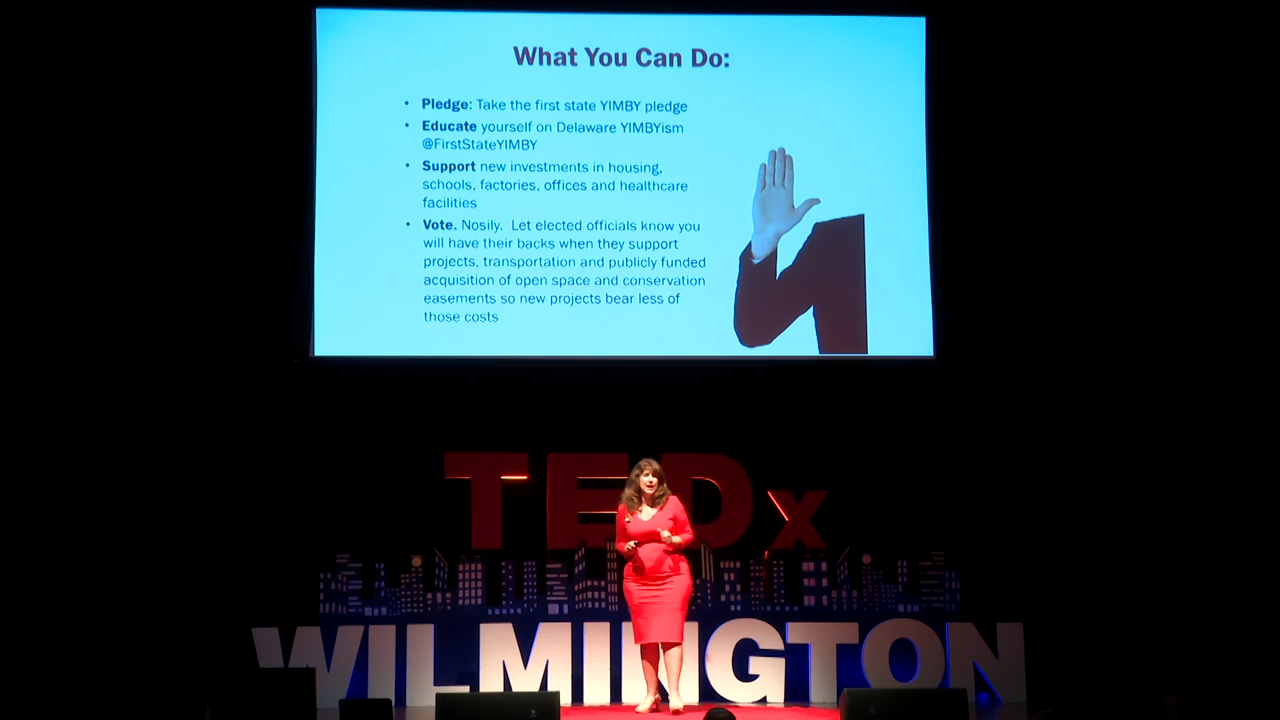 What You Can Do:
• Pledge: Take the first state YIMBY pledge
• Educate yourself on Delaware YIMBYism
@FirstStateYIMBY
• Support new investments in housing,
schools, factories, offices and healthcare
facilities
• Vote. Nosily. Let elected officials know you
will have their backs when they support
projects, transportation and publicly funded
acquisition of open space and conservation
easements so new projects bear less of
those costs
TEDx
WILMINGTON